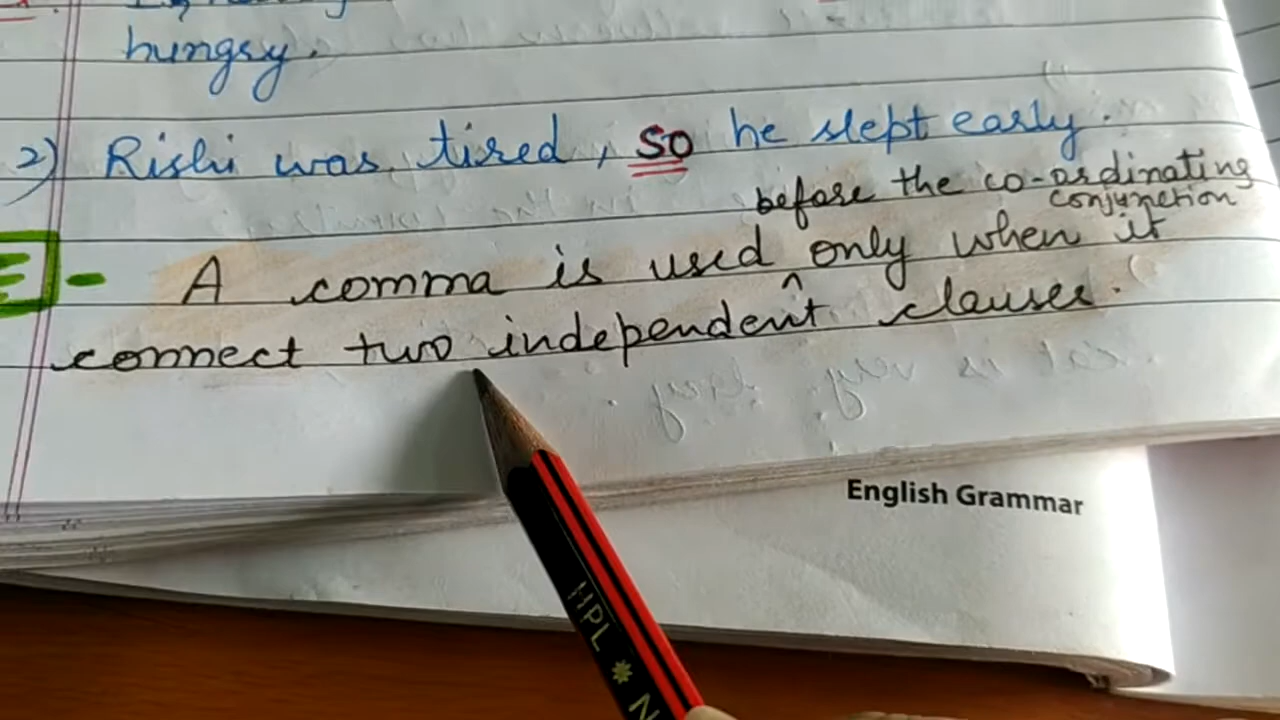 hungry.
2) Rishi was tired, so he slept early.
before the co-ordinating
conjunction
- A comma is used ^ only when it
connect two independent clauses.
English Grammar
HPL